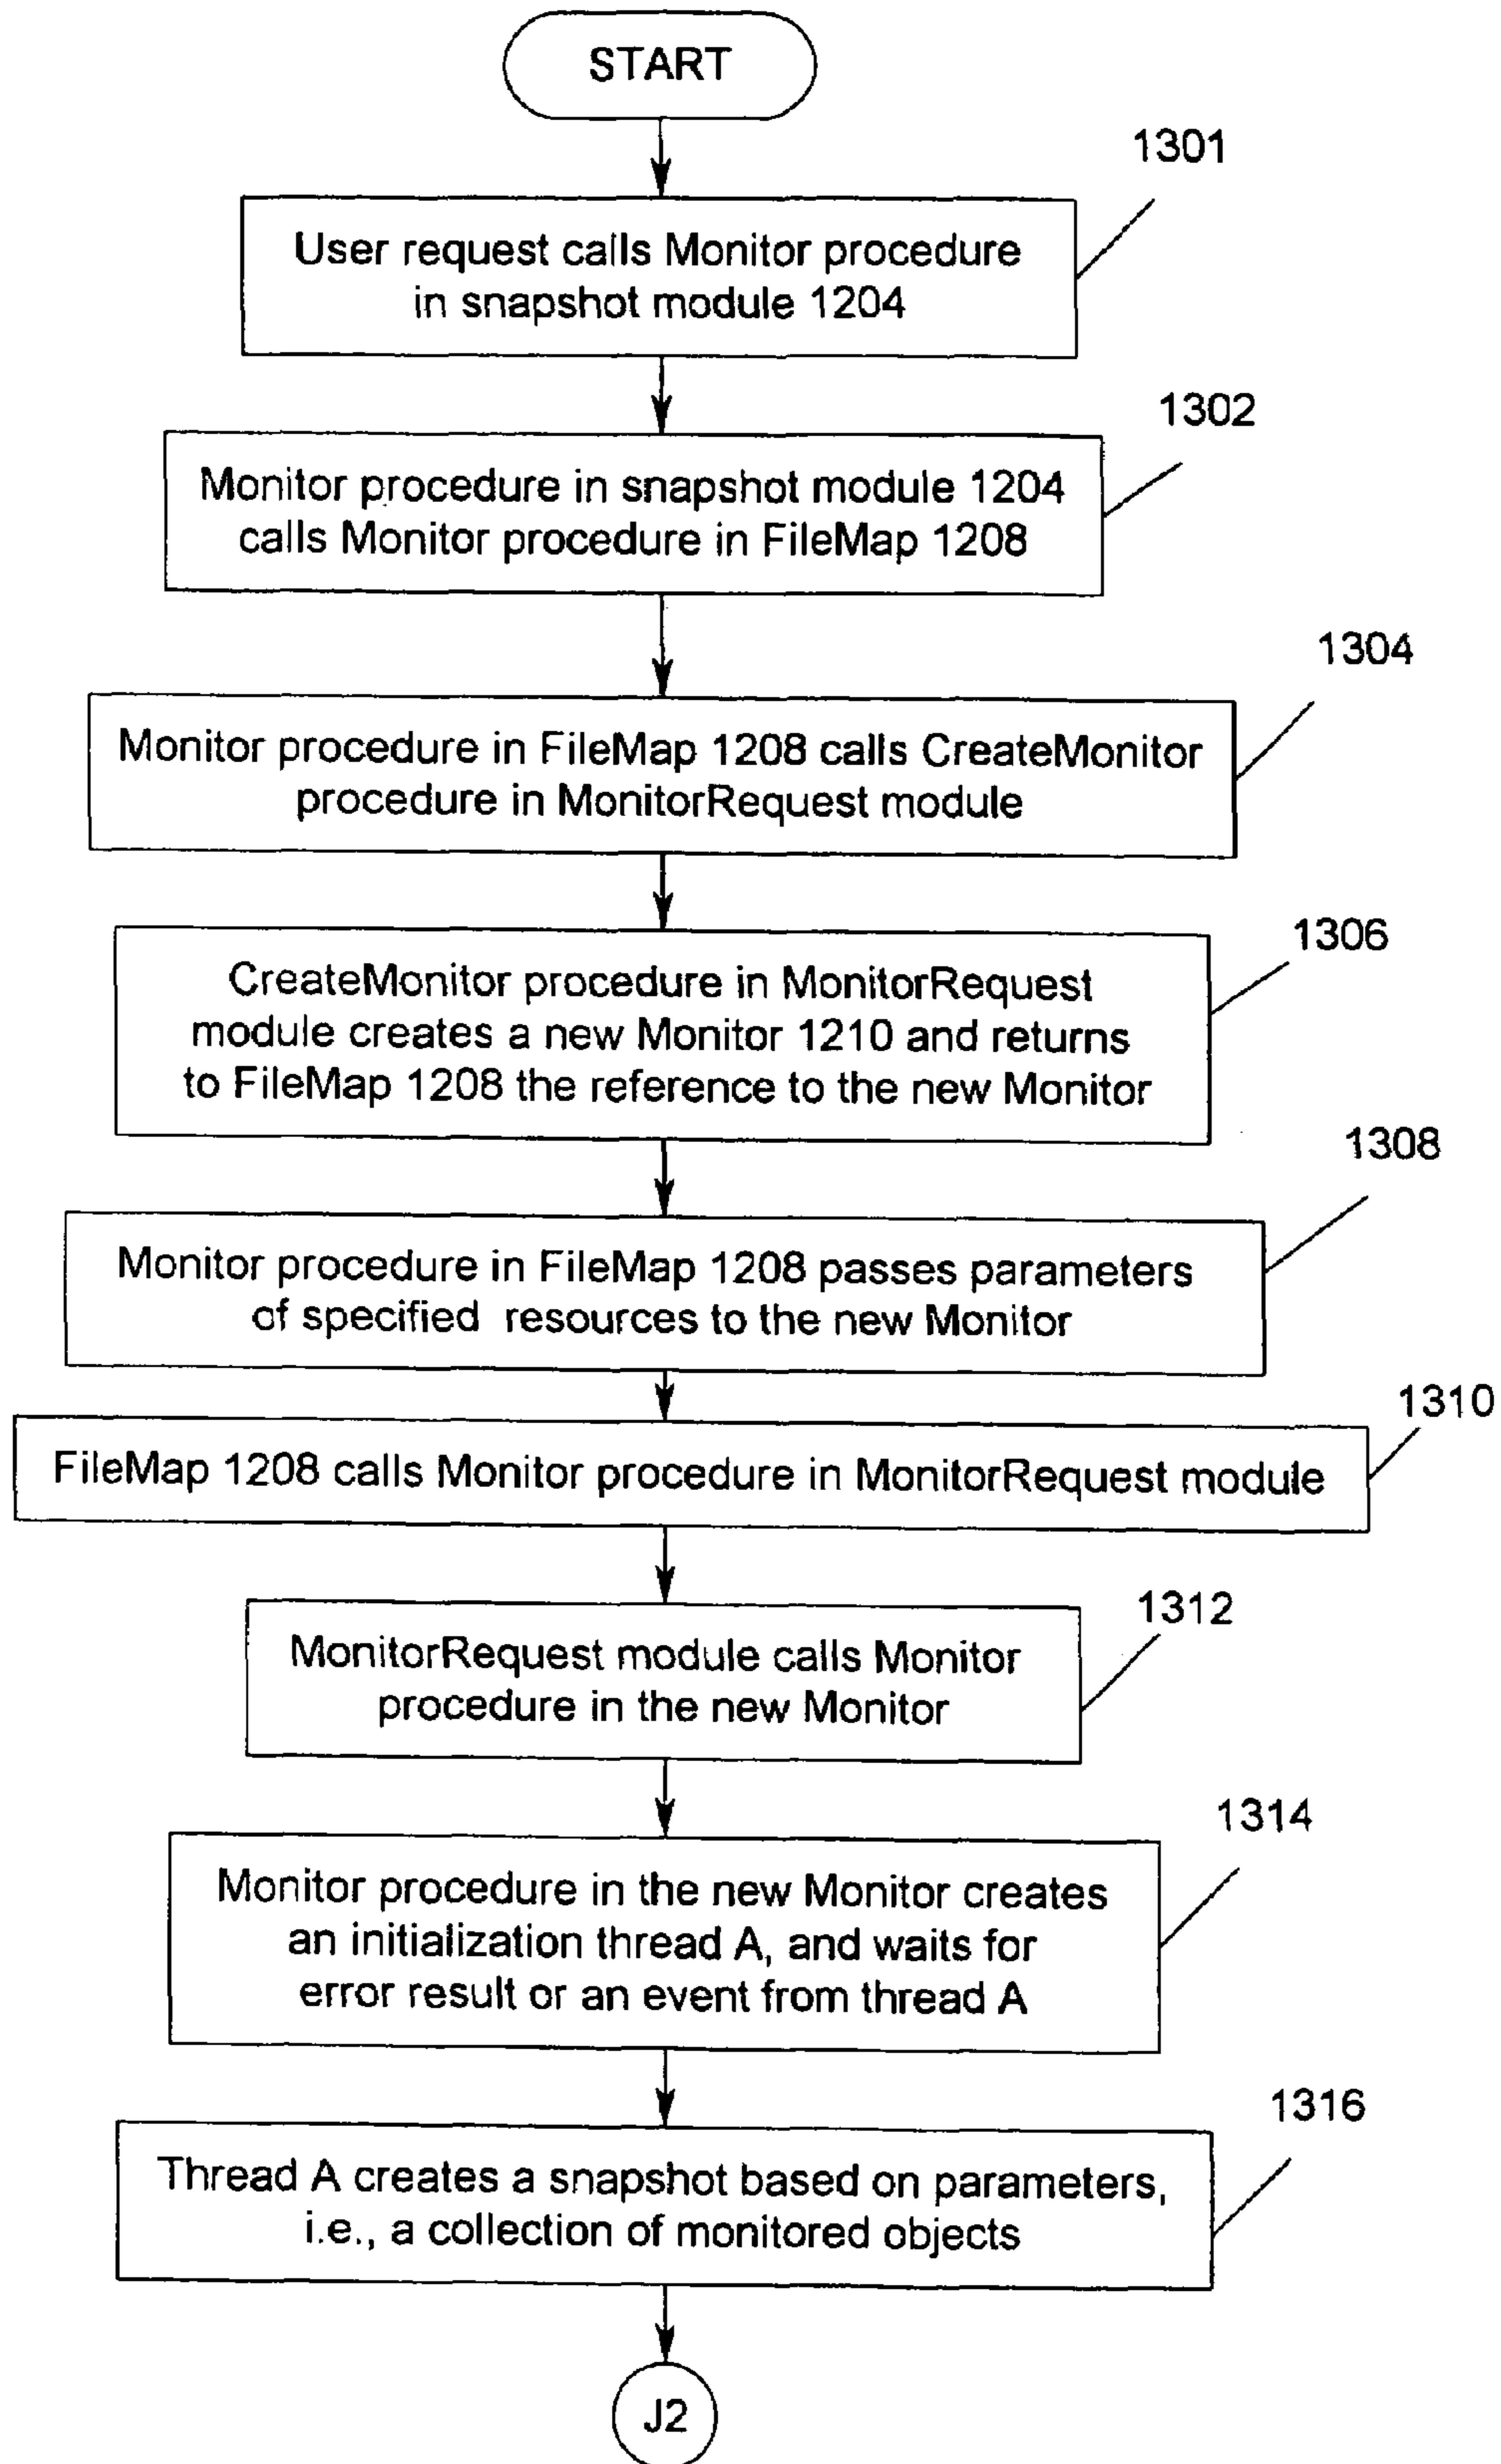 START
1301
User request calls Monitor procedure
in snapshot module 1204
1302
Monitor procedure in snapshot module 1204
calls Monitor procedure in FileMap 1208
1304
Monitor procedure in FileMap 1208 calls CreateMonitor
procedure in MonitorRequest module
1306
CreateMonitor procedure in MonitorRequest
module creates a new Monitor 1210 and returns
to FileMap 1208 the reference to the new Monitor
1308
Monitor procedure in FileMap 1208 passes parameters
of specified resources to the new Monitor
1310
FileMap 1208 calls Monitor procedure in MonitorRequest module
1312
MonitorRequest module calls Monitor
procedure in the new Monitor
1314
Monitor procedure in the new Monitor creates
an initialization thread A, and waits for
error result or an event from thread A
1316
Thread A creates a snapshot based on parameters,
i.e., a collection of monitored objects
J2